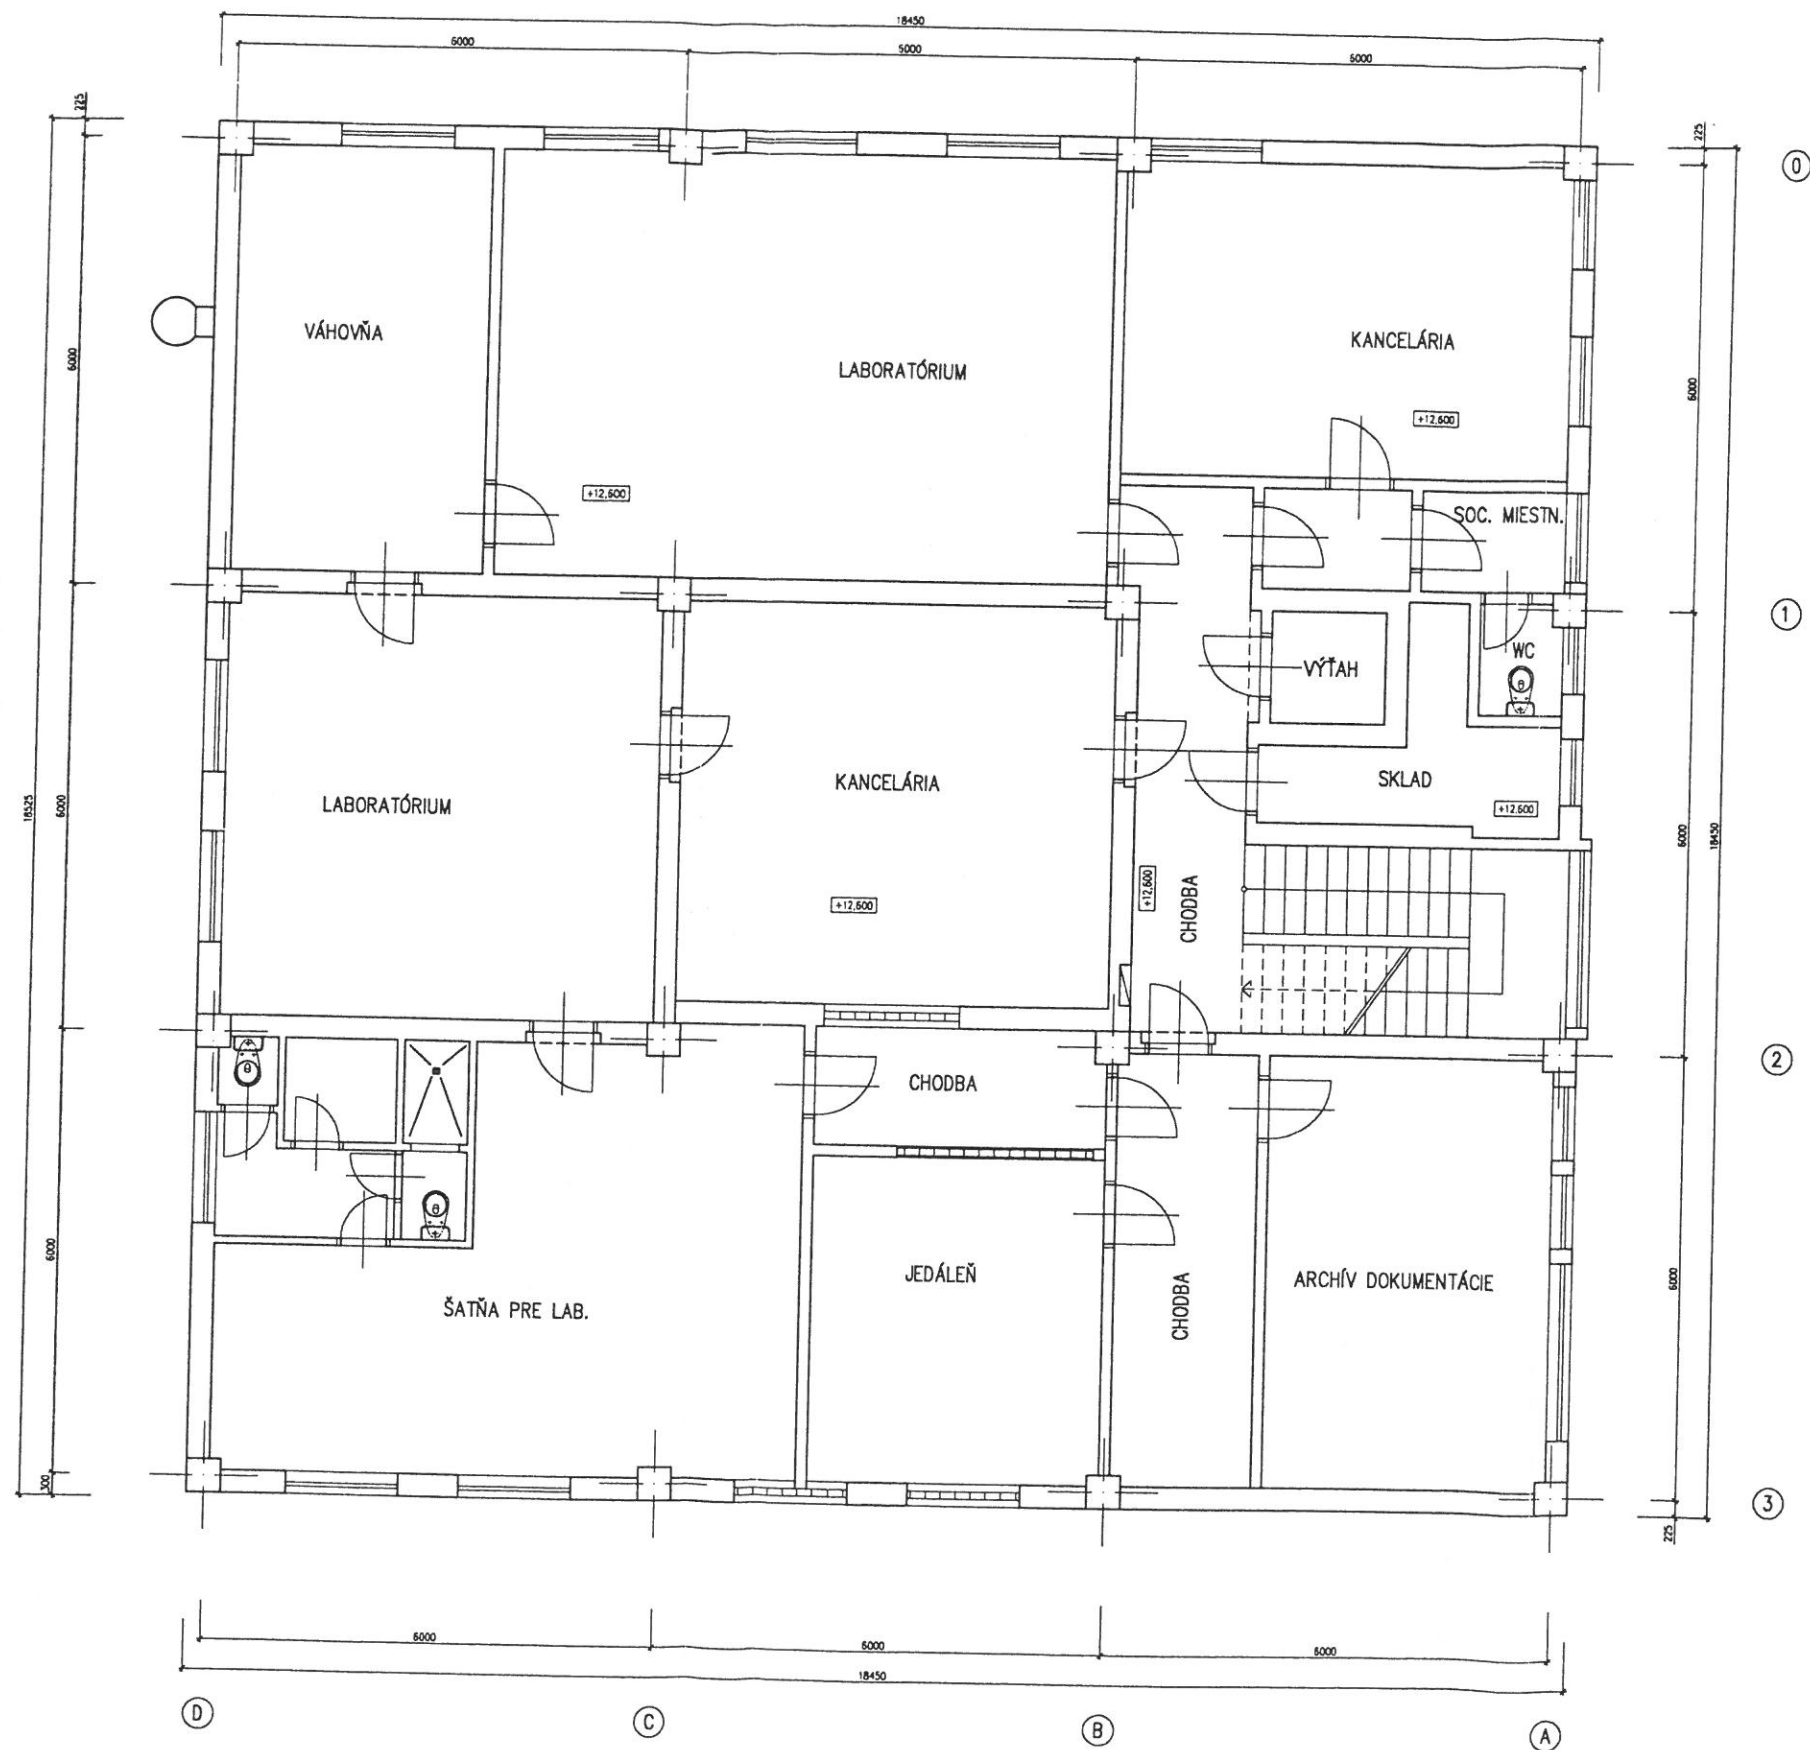 18450
6000
6000
6000
225
225
0
VÁHOVŇA
LABORATÓRIUM
KANCELÁRIA
6000
6000
+12,600
+12,600
SOC. MIESTN.
1
WC
VÝŤAH
LABORATÓRIUM
KANCELÁRIA
SKLAD
+12,600
18525
6000
6000
18450
+12,600
+12,600
CHODBA
2
CHODBA
6000
JEDÁLEŇ
CHODBA
ARCHÍV DOKUMENTÁCIE
6000
ŠATŇA PRE LAB.
300
3
225
6000
6000
6000
18450
D
C
B
A